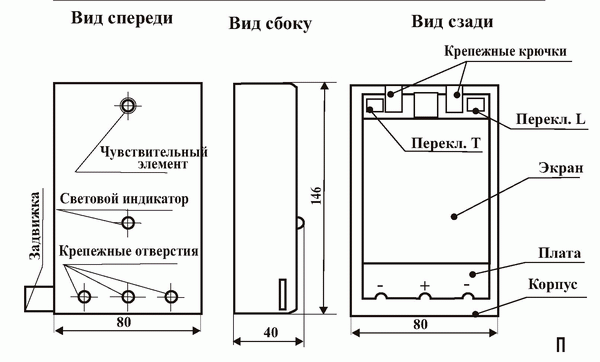 Вид спереди
Вид сбоку
Вид сзади
Крепежные крючки
Перекл. L
Перекл. Т
Чувствительный
элемент
Экран
Световой индикатор
146
Задвижка
Крепежные отверстия
Плата
- + -
Корпус
80
40
80
П